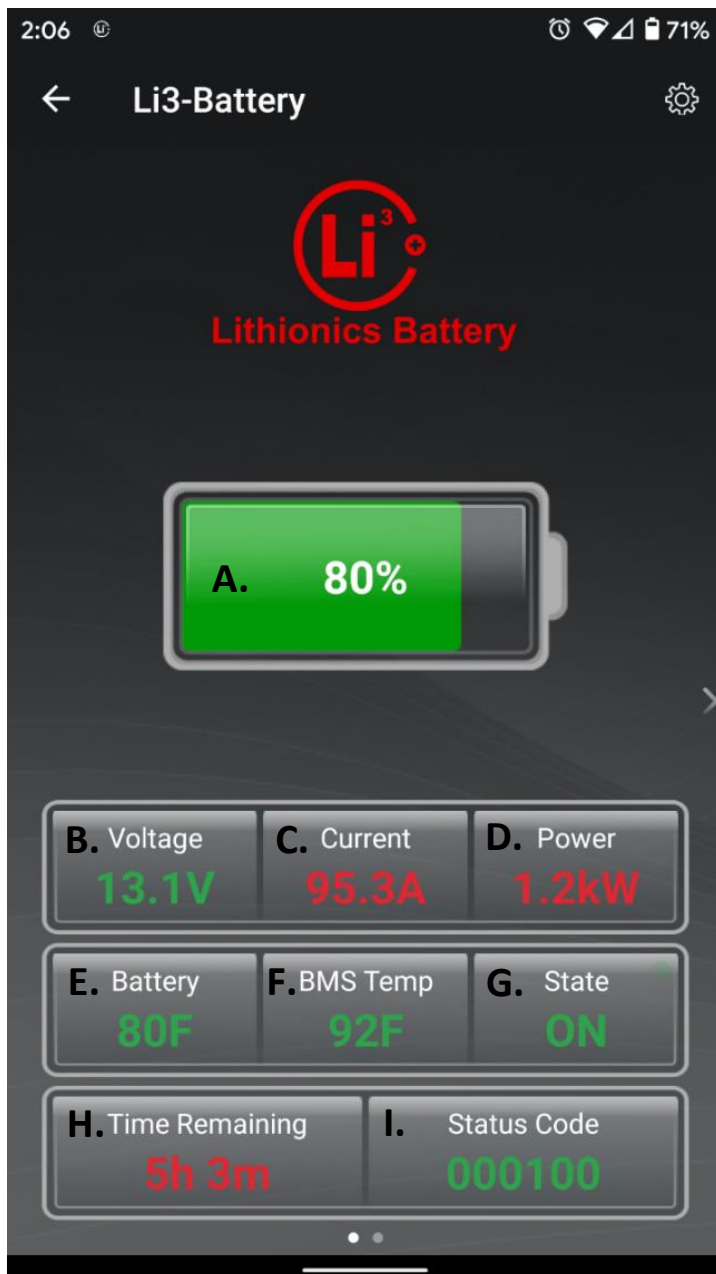 2:06 Li 71%
Li3-Battery
Li3
Lithionics Battery
A. 80%
B. Voltage C. Current D. Power
13.1V 95.3A 1.2kW
E. Battery F. BMS Temp G. State
80F 92F ON
H. Time Remaining I. Status Code
5h 3m 000100